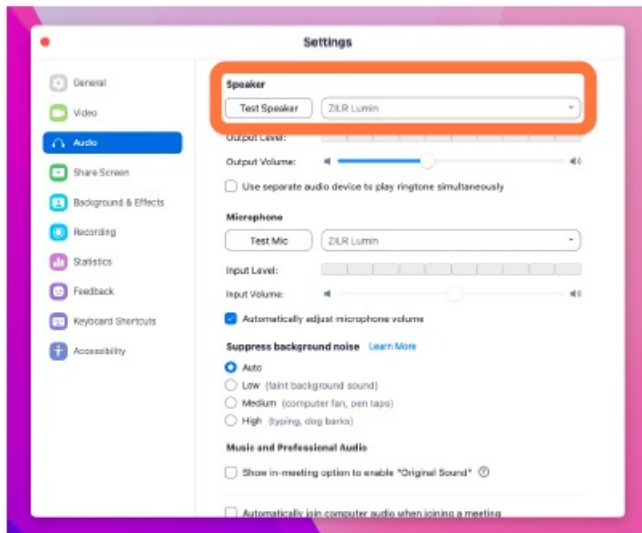 Settings
General
Video
Audio
Share Screen
Background & Effects
Recording
Statistics
Feedback
Keyboard Shortcuts
Accessibility
Speaker
Test Speaker ZILR Lumin
Output Level:
Output Volume:
Use separate audio device to play ringtone simultaneously
Microphone
Test Mic ZILR Lumin
Input Level:
Input Volume:
Automatically adjust microphone volume
Suppress background noise Learn More
Auto
Low (faint background sound)
Medium (computer fan, pen taps)
High (typing, dog barks)
Music and Professional Audio
Show in-meeting option to enable "Original Sound" ?
Automatically join computer audio when joining a meeting